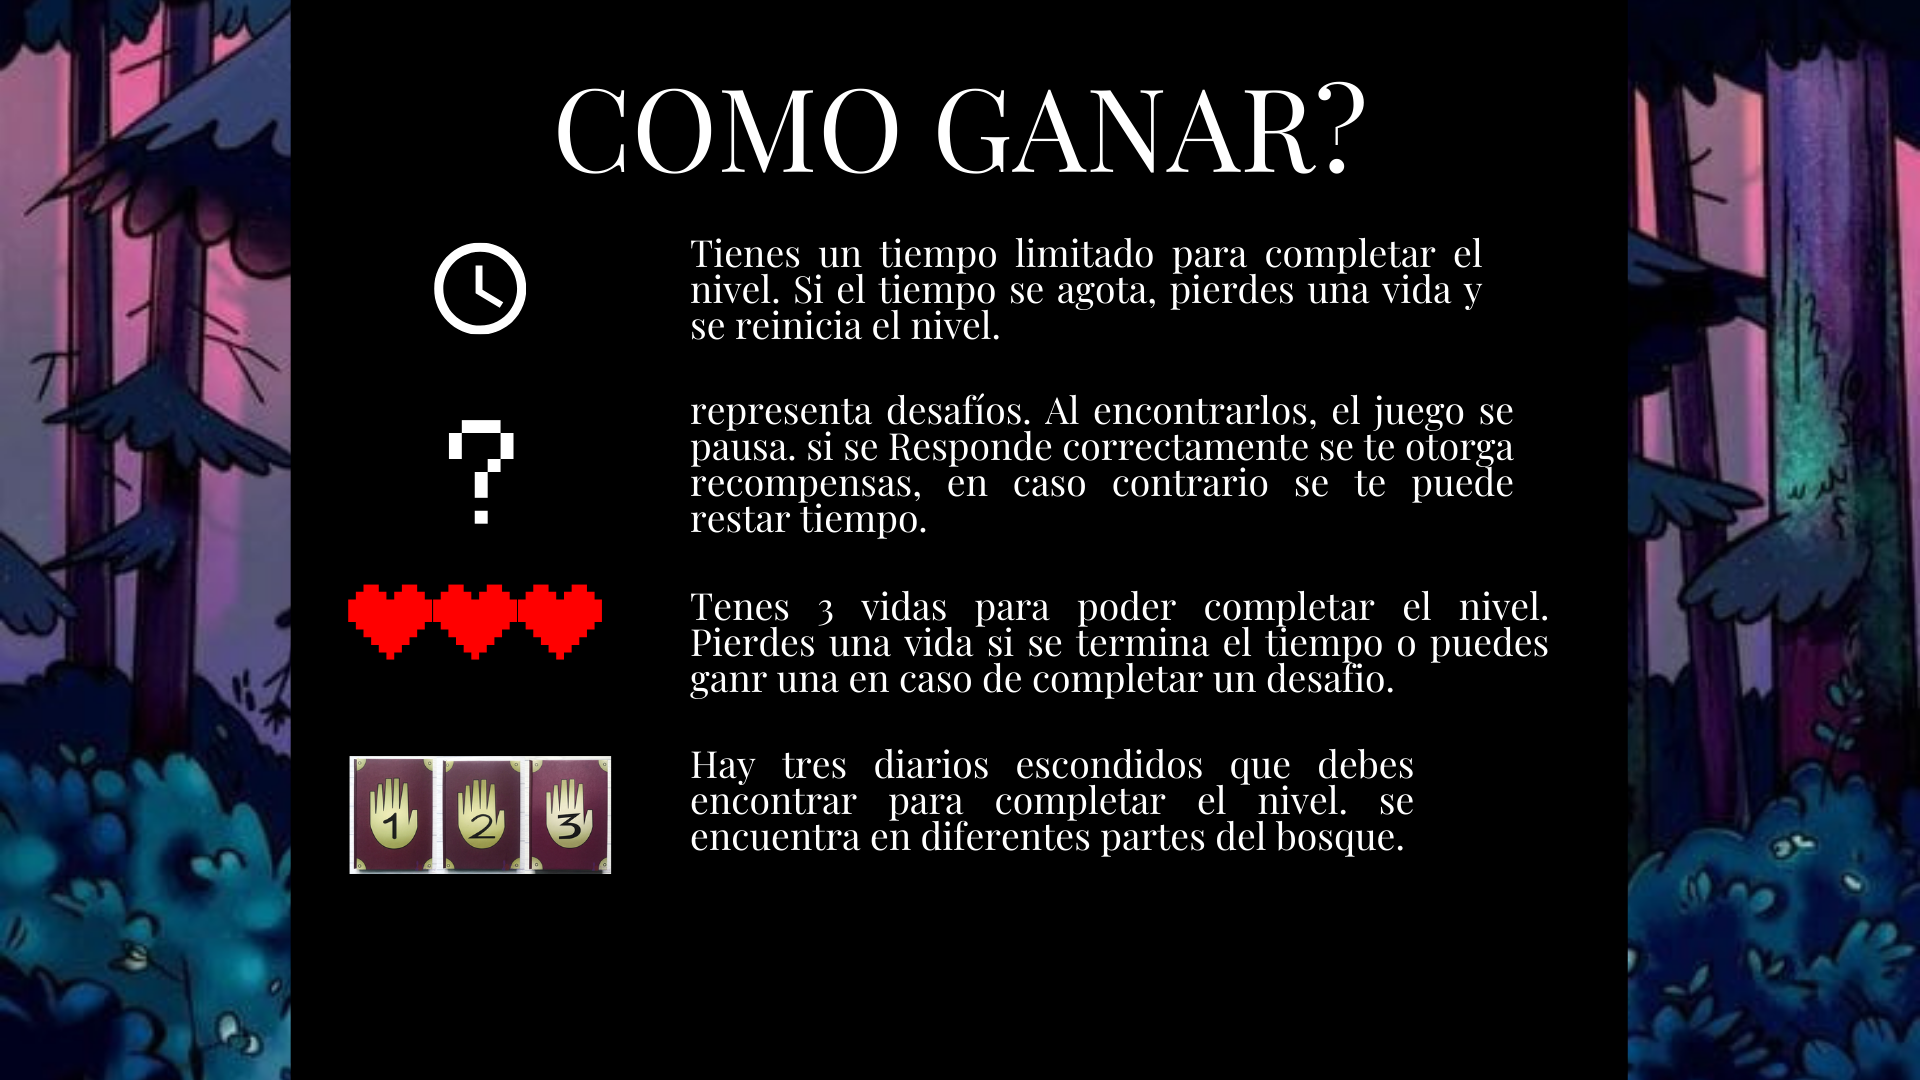 COMO GANAR?
Tienes un tiempo limitado para completar el
nivel. Si el tiempo se agota, pierdes una vida y
se reinicia el nivel.
?
representa desafíos. Al encontrarlos, el juego se
pausa. si se Responde correctamente se te otorga
recompensas, en caso contrario se te puede
restar tiempo.
Tenes 3 vidas para poder completar el nivel.
Pierdes una vida si se termina el tiempo o puedes
ganr una en caso de completar un desafio.
1 2 3
Hay tres diarios escondidos que debes
encontrar para completar el nivel. se
encuentra en diferentes partes del bosque.